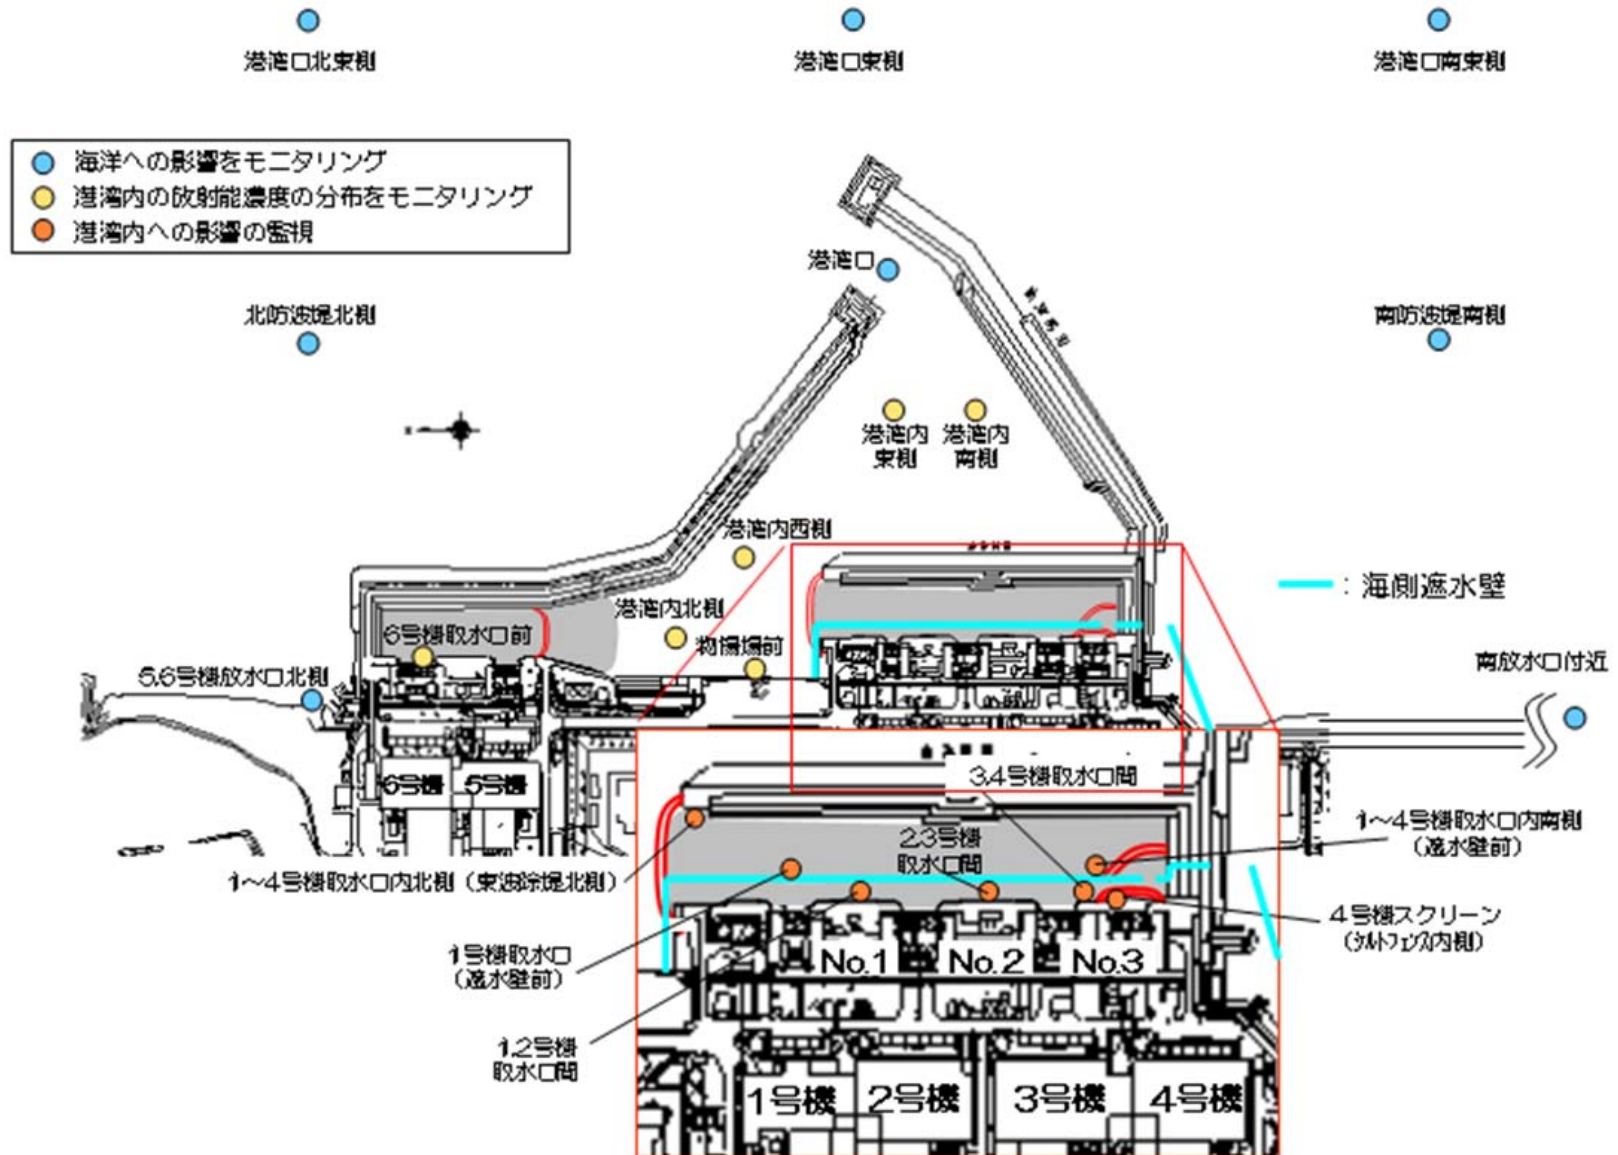 港湾口北東側
港湾口東側
港湾口南東側
海洋への影響をモニタリング
港湾内の放射能濃度の分布をモニタリング
港湾内への影響の監視
港湾口
北防波堤北側
南防波堤南側
港湾内
東側
港湾内
南側
港湾内西側
：海側遮水壁
港湾内北側
6号機取水口前
物揚場前
5,6号機放水口北側
南放水口付近
6号機
5号機
3,4号機取水口間
1～4号機取水口内南側
（遮水壁前）
2,3号機
取水口間
1～4号機取水口内北側（東波除堤北側）
4号機スクリーン
（シルトフェンス内側）
1号機取水口
（遮水壁前）
No.1
No.2
No.3
1,2号機
取水口間
1号機
2号機
3号機
4号機